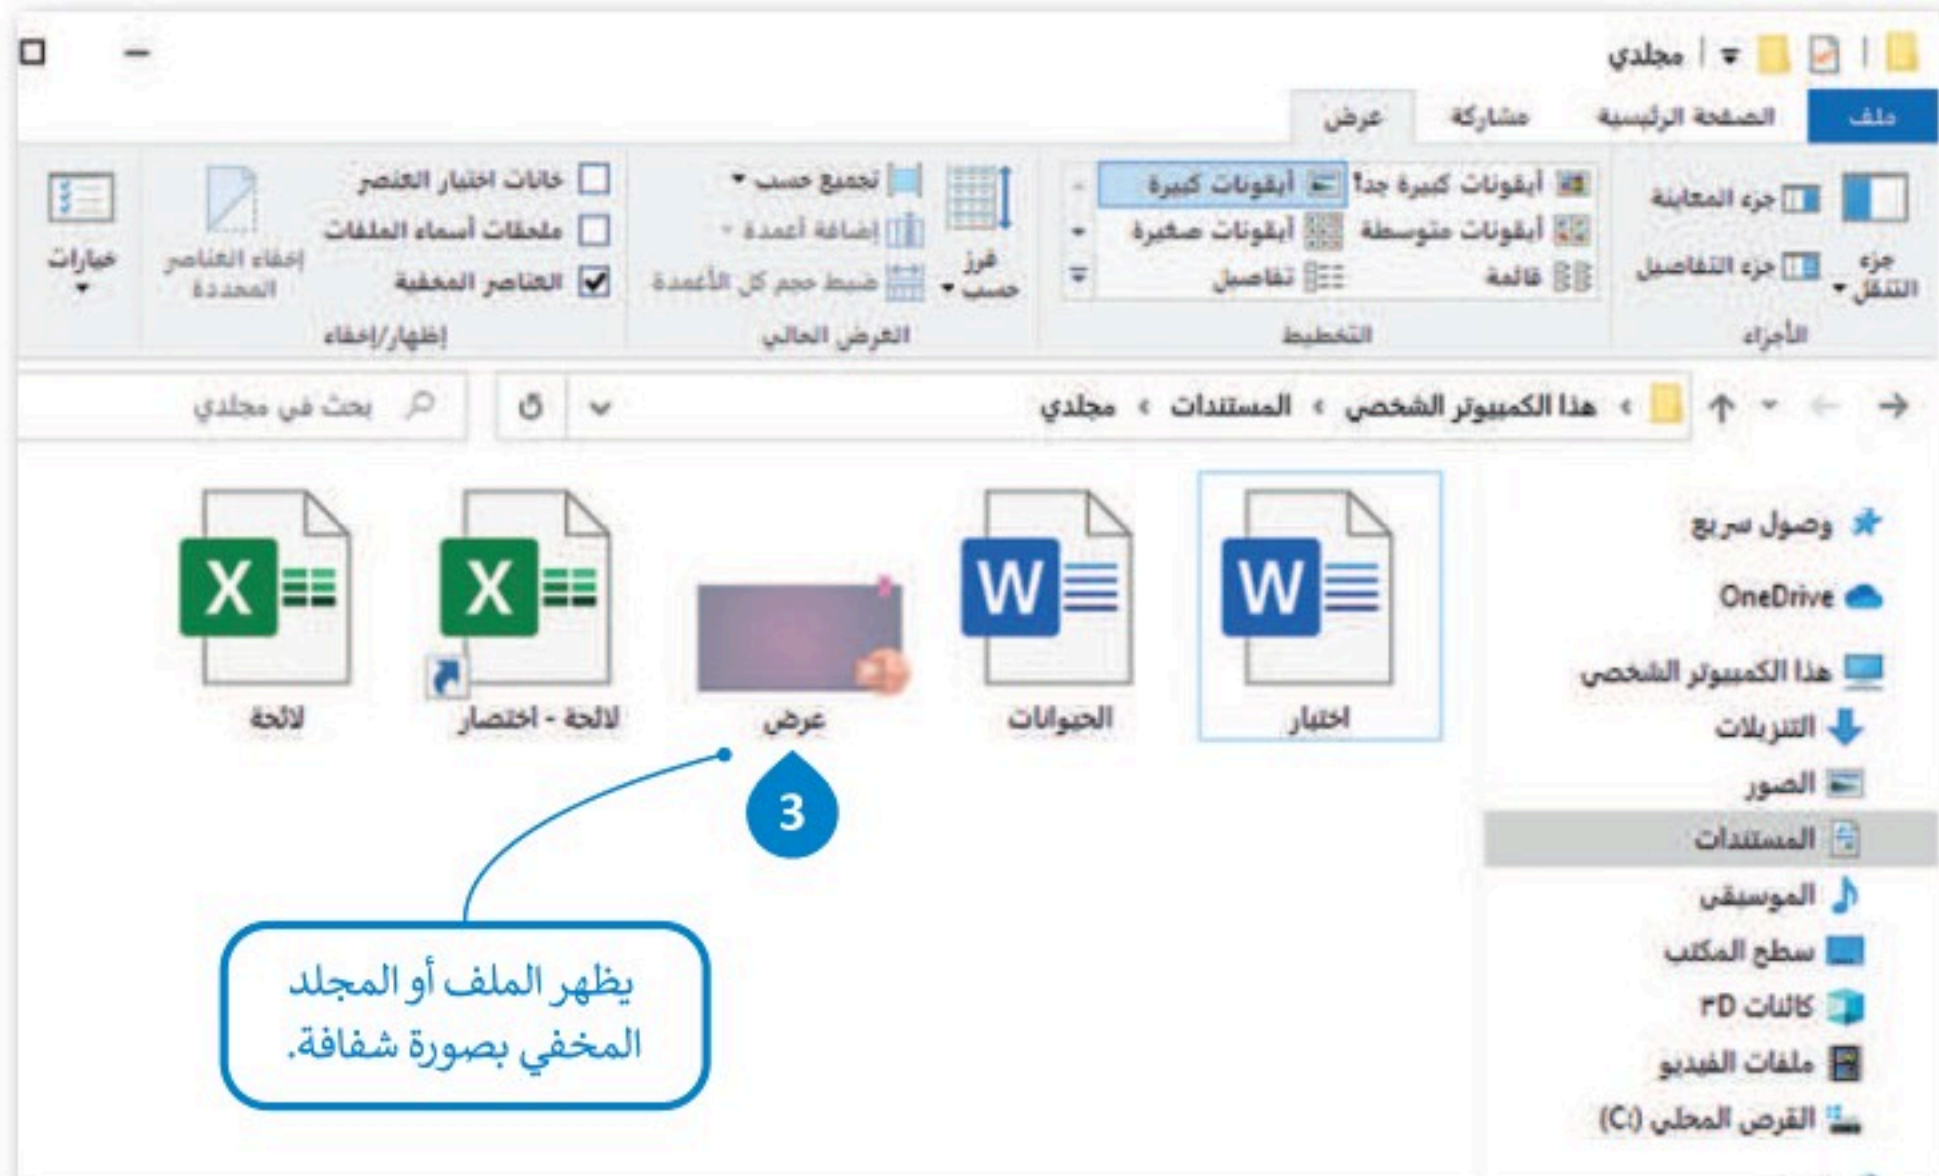 مجلدي
ملف
الصفحة الرئيسية
مشاركة
عرض
جزء التنقل
جزء المعاينة
جزء التفاصيل
الأجزاء
أيقونات كبيرة جدا؟
أيقونات كبيرة
أيقونات متوسطة
أيقونات صغيرة
قائمة
تفاصيل
التخطيط
فرز حسب
تجميع حسب
إضافة أعمدة
ضبط حجم كل الأعمدة
العرض الحالي
خانات اختيار العنصر
ملحقات أسماء الملفات
العناصر المخفية
إخفاء العناصر
المحددة
إظهار/إخفاء
خيارات
هذا الكمبيوتر الشخصي › المستندات › مجلدي
بحث في مجلدي
وصول سريع
OneDrive
هذا الكمبيوتر الشخصي
التنزيلات
الصور
المستندات
الموسيقى
سطح المكتب
كائنات ٣D
ملفات الفيديو
القرص المحلي (C:)
W
اختبار
W
الحيوانات
عرض
X
لائحة - اختصار
X
لائحة
3
يظهر الملف أو المجلد
المخفي بصورة شفافة.